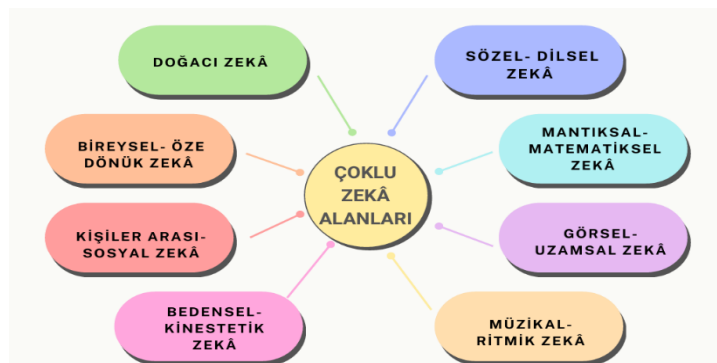 DOĞACI ZEKÂ
SÖZEL- DİLSEL
ZEKÂ
BİREYSEL- ÖZE
DÖNÜK ZEKÂ
MANTIKSAL-
MATEMATİKSEL
ZEKÂ
ÇOKLU
ZEKÂ
ALANLARI
KİŞİLER ARASI-
SOSYAL ZEKÂ
GÖRSEL-
UZAMSAL ZEKÂ
BEDENSEL-
KİNESTETİK
ZEKÂ
MÜZİKAL-
RİTMİK ZEKÂ